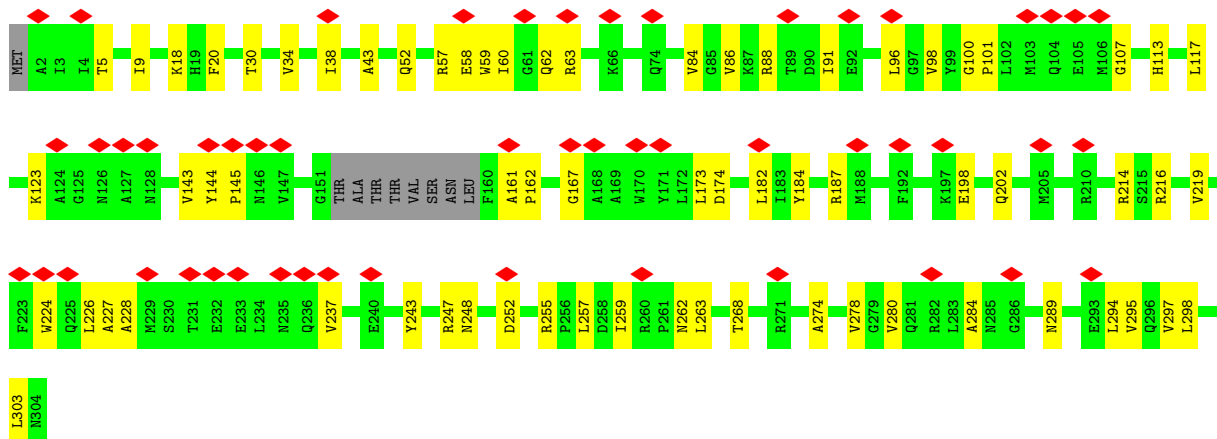 MET A2 I3 I4 T5 I9 K18 H19 F20 T30 V34 I38 A43 Q52 R57 E58 W59 I60 G61 Q62 R63 K66 Q74 V84 G85 V86 K87 R88 T89 D90 I91 E92 L96 G97 V98 Y99 G100 P101 L102 M103 Q104 E105 M106 G107 H113 L117
K123 A124 G125 N126 A127 N128 V143 Y144 P145 N146 V147 G151 THR ALA THR THR VAL SER ASN LEU F160 A161 P162 G167 A168 A169 W170 Y171 L172 L173 D174 L182 I183 Y184 R187 M188 F192 K197 E198 Q202 M205 R210 R214 S215 R216 V219
F223 W224 Q225 L226 A227 A228 M229 S230 T231 E232 E233 L234 N235 Q236 V237 E240 Y243 R247 N248 D252 R255 P256 L257 D258 I259 R260 P261 N262 L263 T268 R271 A274 V278 G279 V280 Q281 R282 L283 A284 N285 G286 N289 E293 L294 V295 Q296 V297 L298
L303 N304